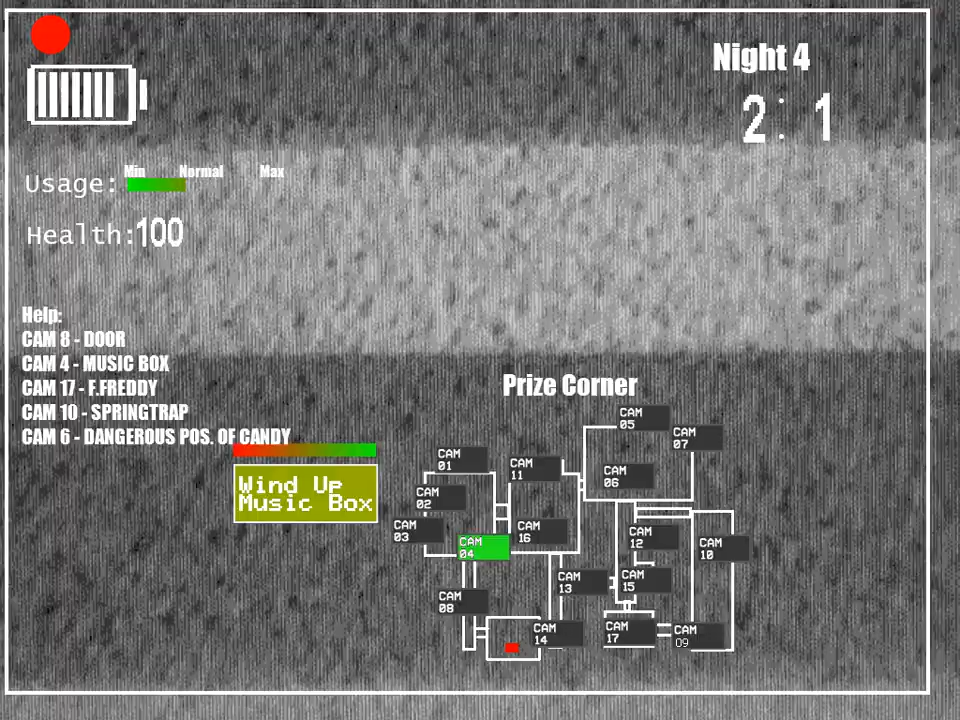 Night 4
2: 1
Min Normal Max
Usage:
Health:100
Help:
CAM 8 - DOOR
CAM 4 - MUSIC BOX
CAM 17 - F.FREDDY
CAM 10 - SPRINGTRAP
CAM 6 - DANGEROUS POS. OF CANDY
Prize Corner
Wind Up
Music Box
CAM
05
CAM
07
CAM
01
CAM
11
CAM
06
CAM
02
CAM
03
CAM
16
CAM
04
CAM
12
CAM
10
CAM
13
CAM
15
CAM
08
CAM
14
CAM
17
CAM
09